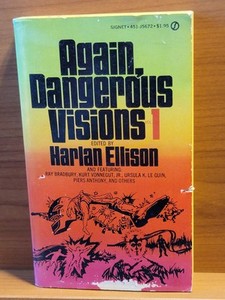 SIGNET • 451-J5672 • $1.95
Again,
Dangerous
Visions 1
EDITED BY
Harlan Ellison
AND FEATURING:
RAY BRADBURY, KURT VONNEGUT, JR., URSULA K. LE GUIN,
PIERS ANTHONY, AND OTHERS